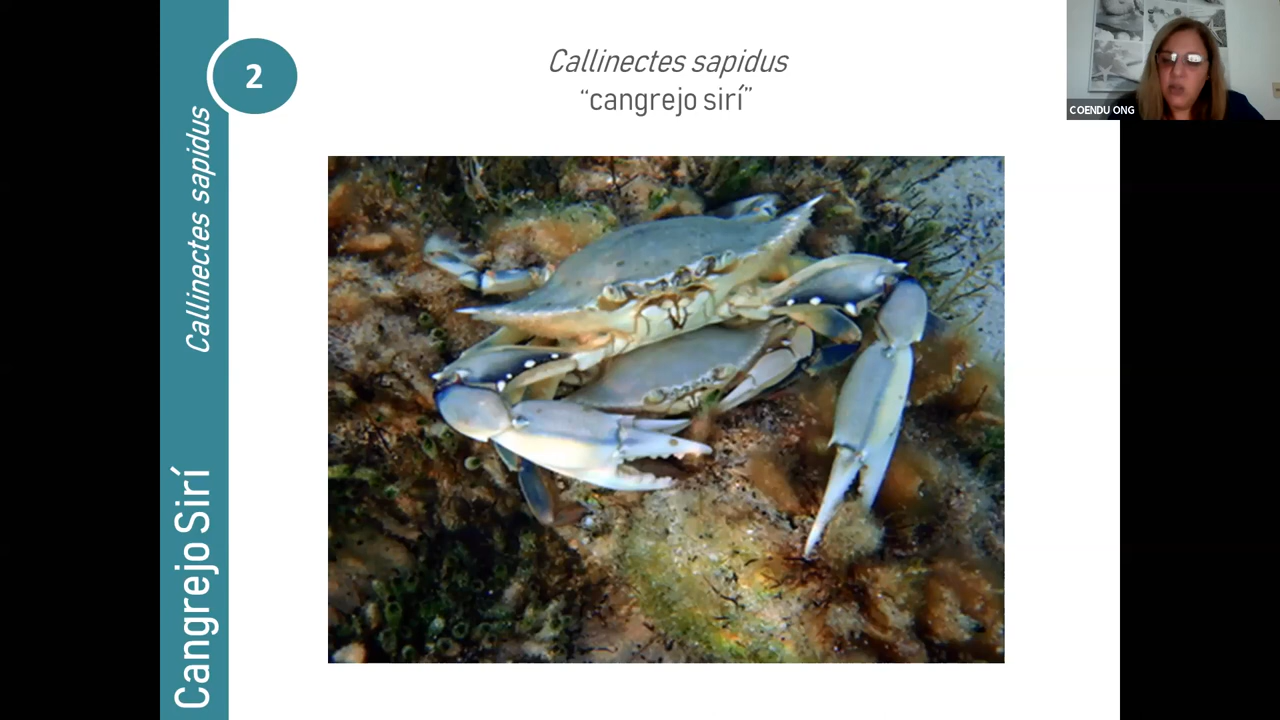 2
Callinectes sapidus
“cangrejo sirí”
COENDU ONG
Callinectes sapidus
Cangrejo Sirí